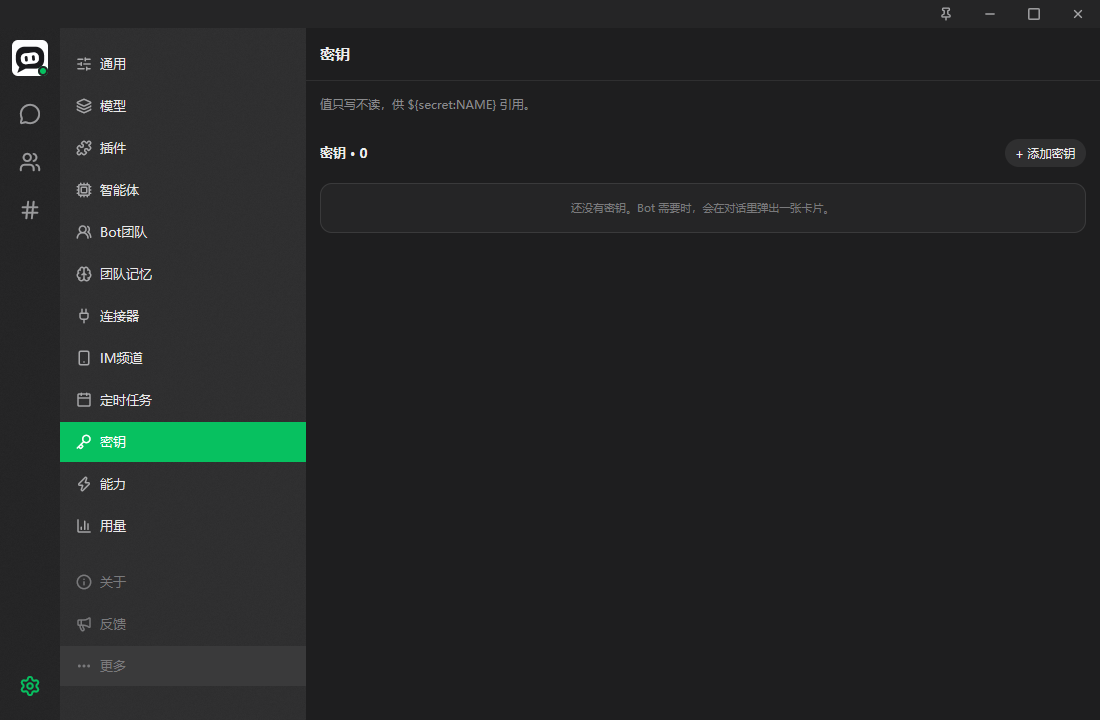 通用
模型
插件
智能体
Bot团队
团队记忆
连接器
IM频道
定时任务
密钥
能力
用量
关于
反馈
更多
密钥
值只写不读，供 ${secret:NAME} 引用。
密钥 • 0
+ 添加密钥
还没有密钥。Bot 需要时，会在对话里弹出一张卡片。